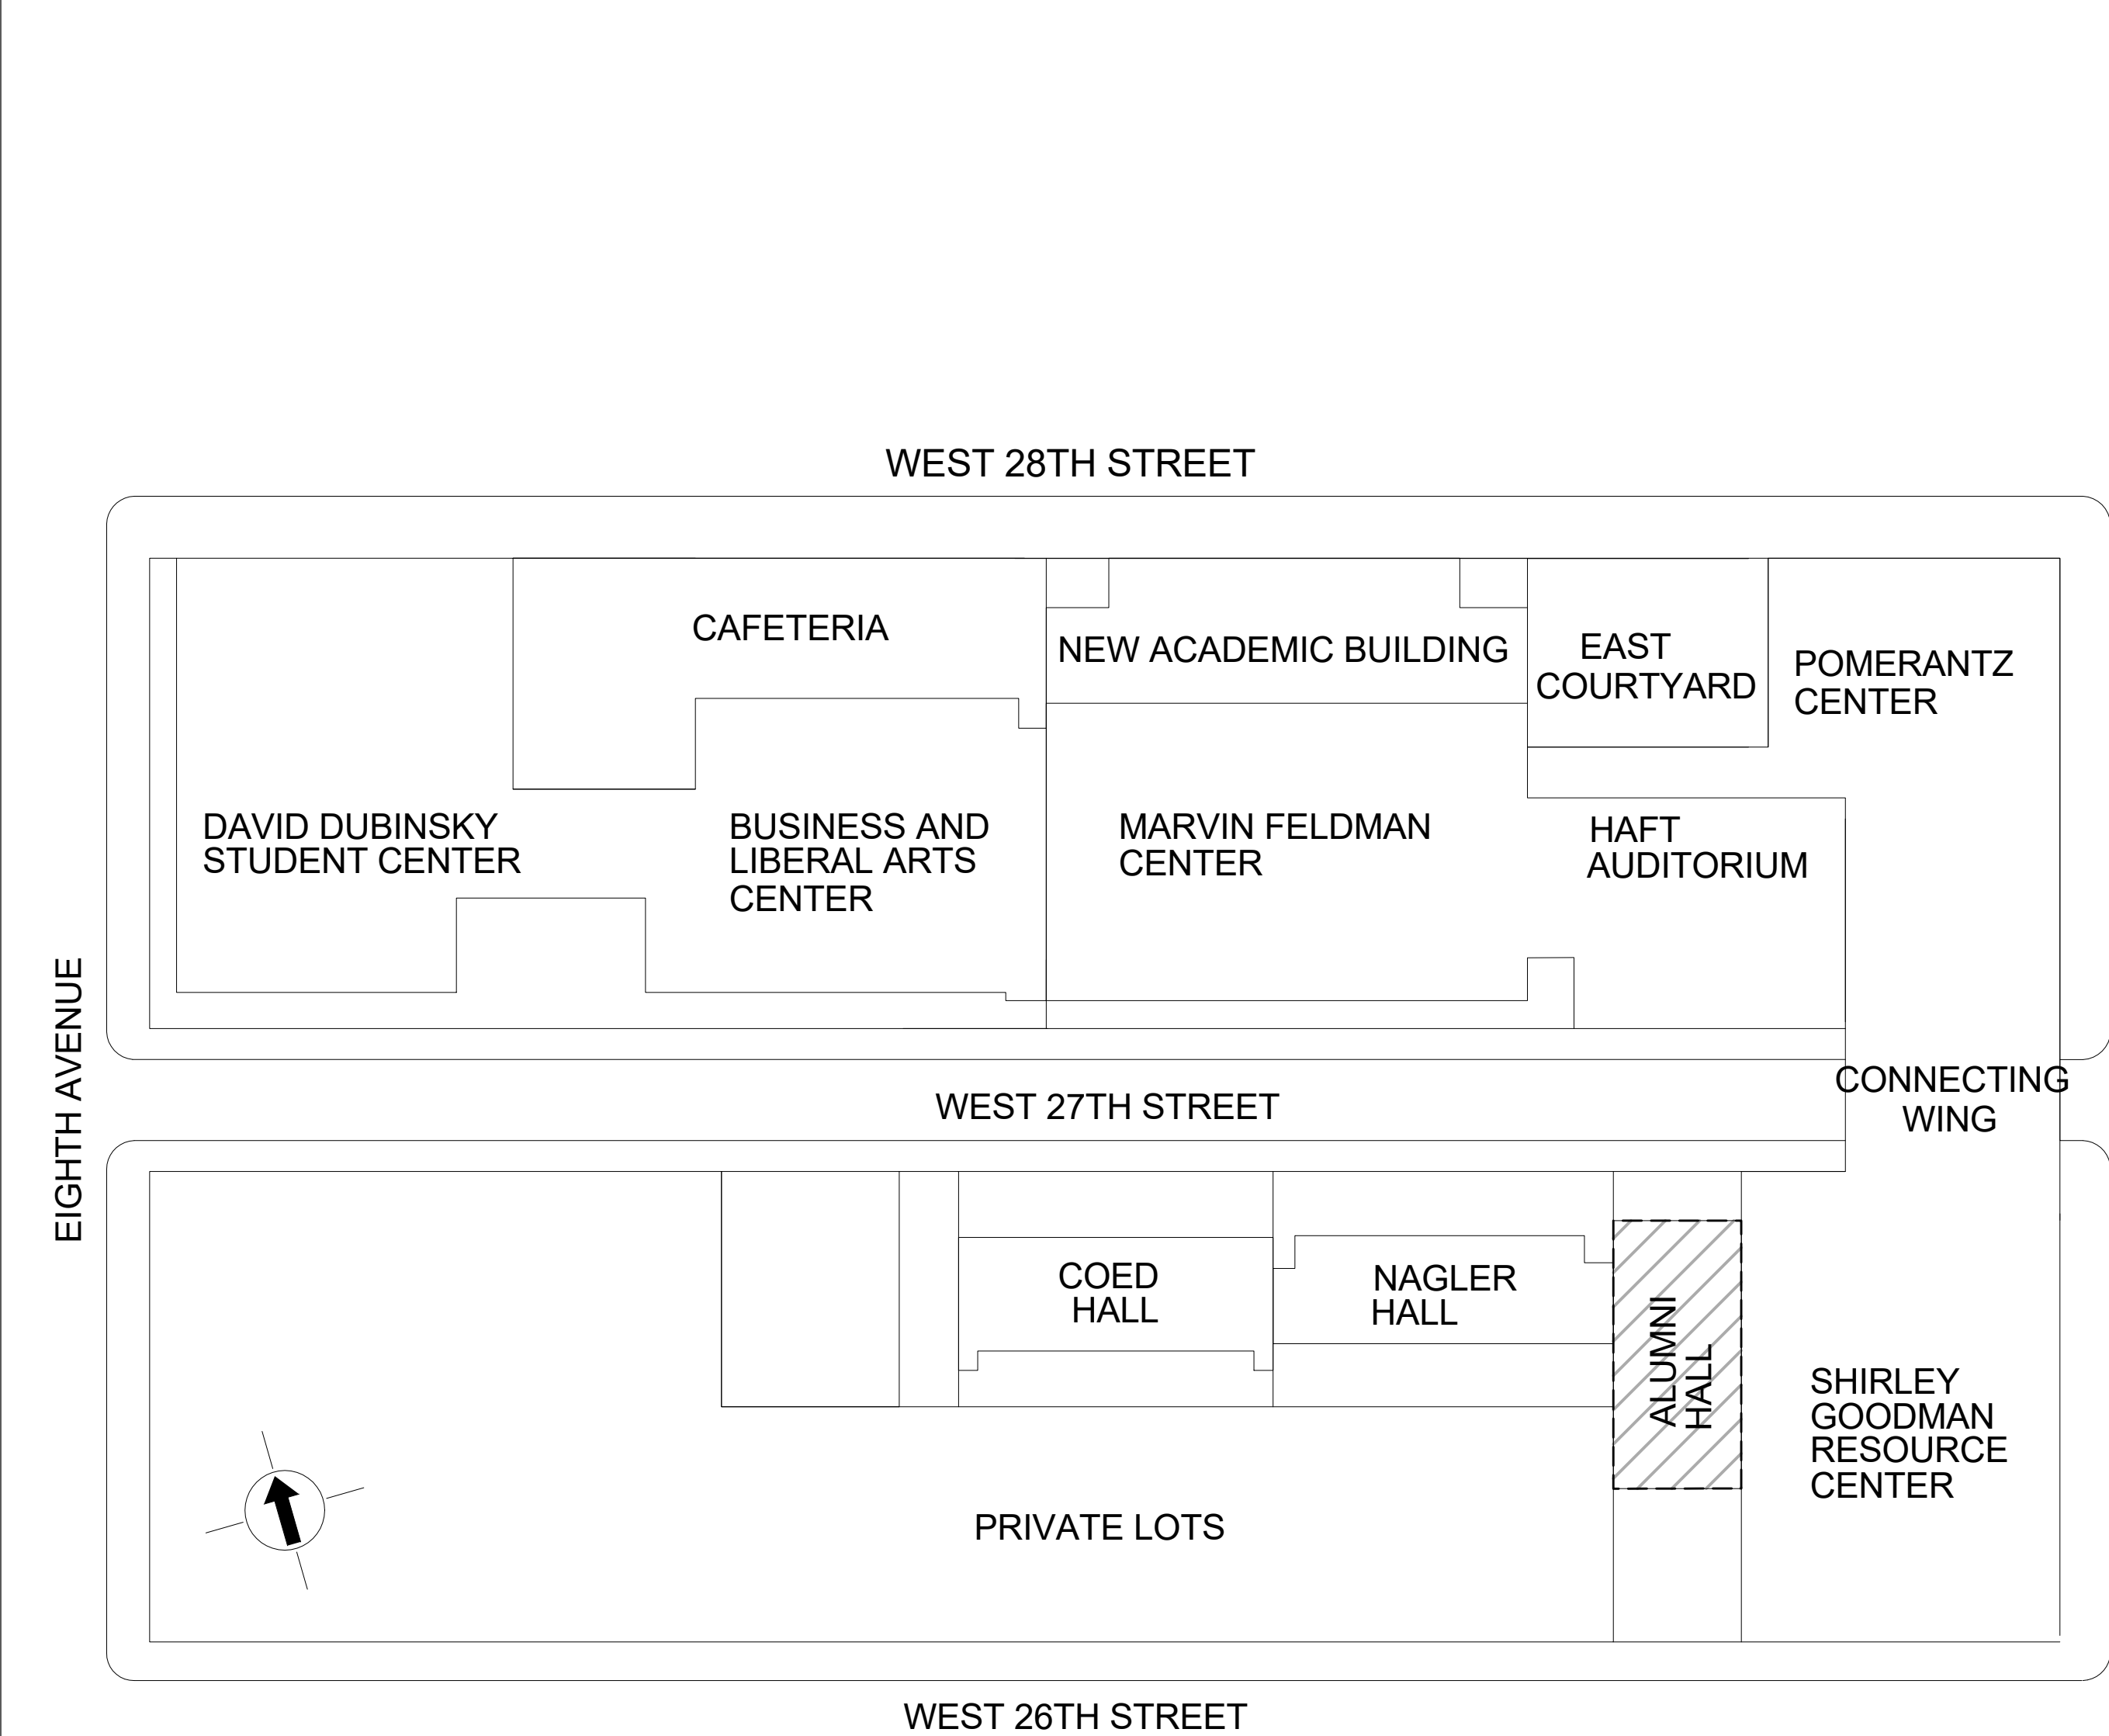 WEST 28TH STREET
CAFETERIA
NEW ACADEMIC BUILDING
EAST
COURTYARD
POMERANTZ
CENTER
DAVID DUBINSKY
STUDENT CENTER
BUSINESS AND
LIBERAL ARTS
CENTER
MARVIN FELDMAN
CENTER
HAFT
AUDITORIUM
EIGHTH AVENUE
WEST 27TH STREET
CONNECTING
WING
COED
HALL
NAGLER
HALL
ALUMNI
HALL
SHIRLEY
GOODMAN
RESOURCE
CENTER
PRIVATE LOTS
WEST 26TH STREET